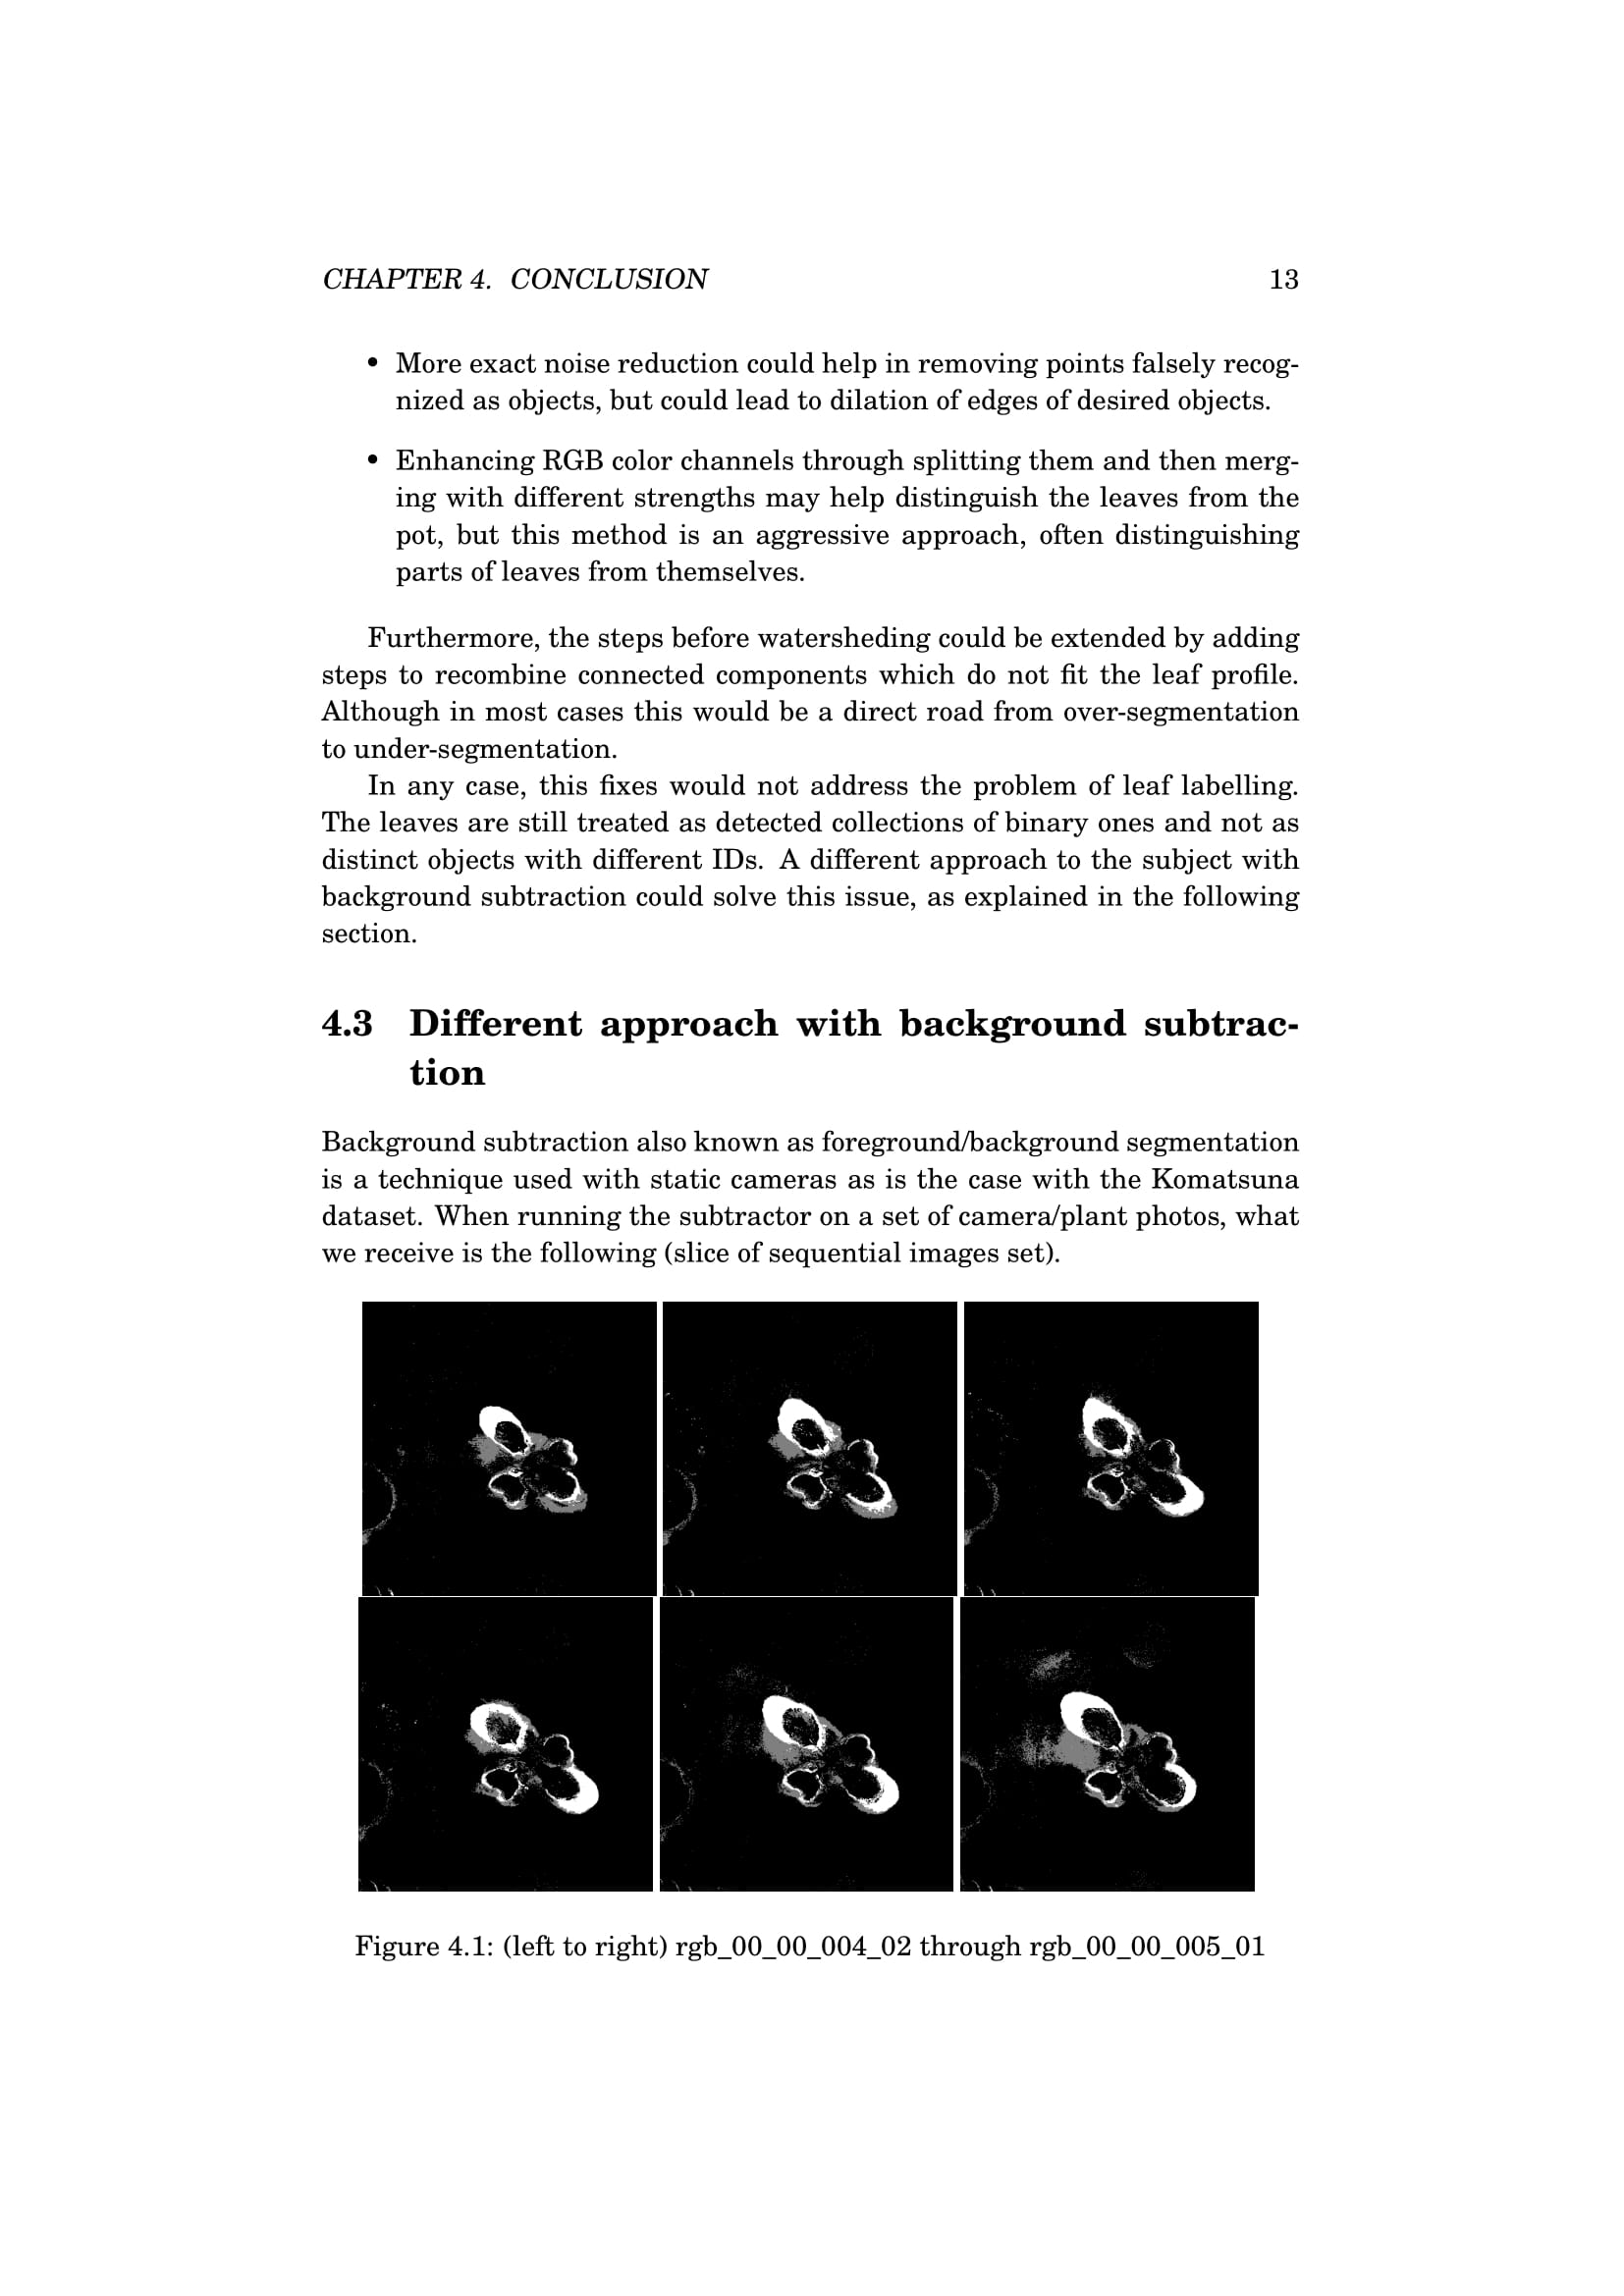 CHAPTER 4. CONCLUSION 13
• More exact noise reduction could help in removing points falsely recog-
nized as objects, but could lead to dilation of edges of desired objects.
• Enhancing RGB color channels through splitting them and then merg-
ing with different strengths may help distinguish the leaves from the
pot, but this method is an aggressive approach, often distinguishing
parts of leaves from themselves.
Furthermore, the steps before watersheding could be extended by adding
steps to recombine connected components which do not fit the leaf profile.
Although in most cases this would be a direct road from over-segmentation
to under-segmentation.
In any case, this fixes would not address the problem of leaf labelling.
The leaves are still treated as detected collections of binary ones and not as
distinct objects with different IDs. A different approach to the subject with
background subtraction could solve this issue, as explained in the following
section.
4.3 Different approach with background subtrac-
tion
Background subtraction also known as foreground/background segmentation
is a technique used with static cameras as is the case with the Komatsuna
dataset. When running the subtractor on a set of camera/plant photos, what
we receive is the following (slice of sequential images set).
Figure 4.1: (left to right) rgb_00_00_004_02 through rgb_00_00_005_01